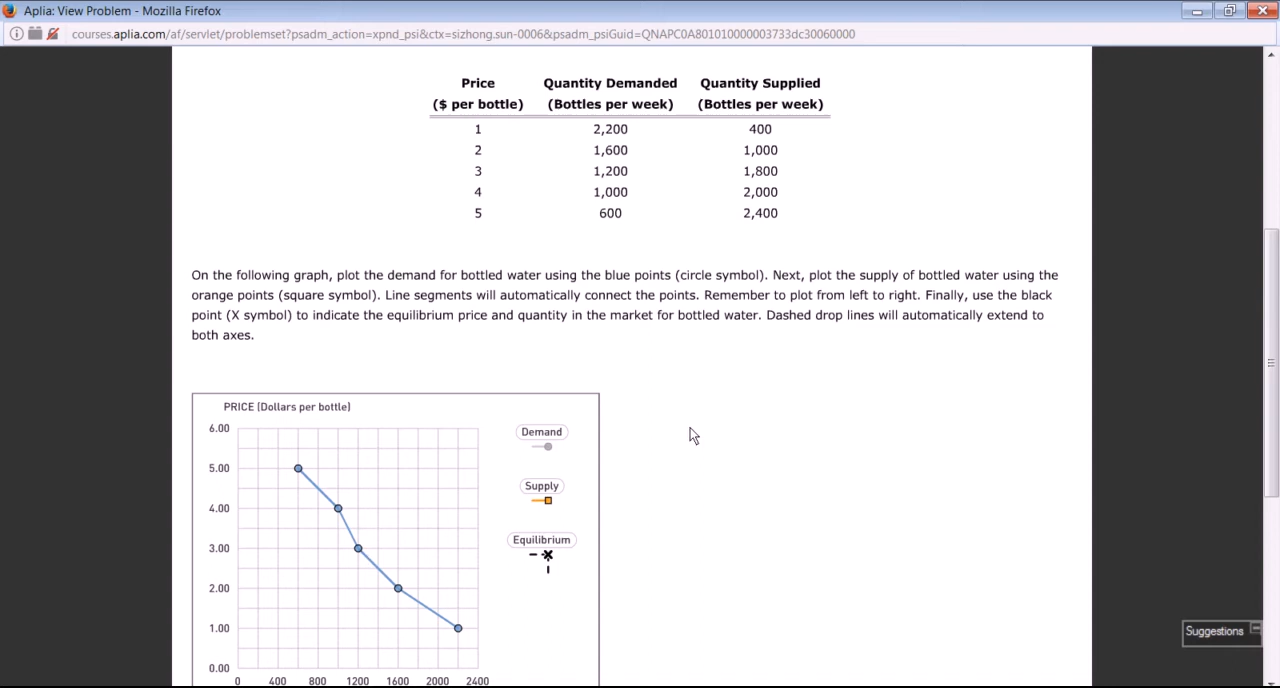 Aplia: View Problem - Mozilla Firefox
courses.aplia.com/af/servlet/problemset?psadm_action=xpnd_psi&ctx=sizhong.sun-0006&psadm_psiGuid=QNAPC0A801010000003733dc30060000
Price Quantity Demanded Quantity Supplied
($ per bottle) (Bottles per week) (Bottles per week)
1 2,200 400
2 1,600 1,000
3 1,200 1,800
4 1,000 2,000
5 600 2,400
On the following graph, plot the demand for bottled water using the blue points (circle symbol). Next, plot the supply of bottled water using the
orange points (square symbol). Line segments will automatically connect the points. Remember to plot from left to right. Finally, use the black
point (X symbol) to indicate the equilibrium price and quantity in the market for bottled water. Dashed drop lines will automatically extend to
both axes.
PRICE (Dollars per bottle)
6.00
5.00
4.00
3.00
2.00
1.00
0.00
0 400 800 1200 1600 2000 2400
Demand
Supply
Equilibrium
Suggestions